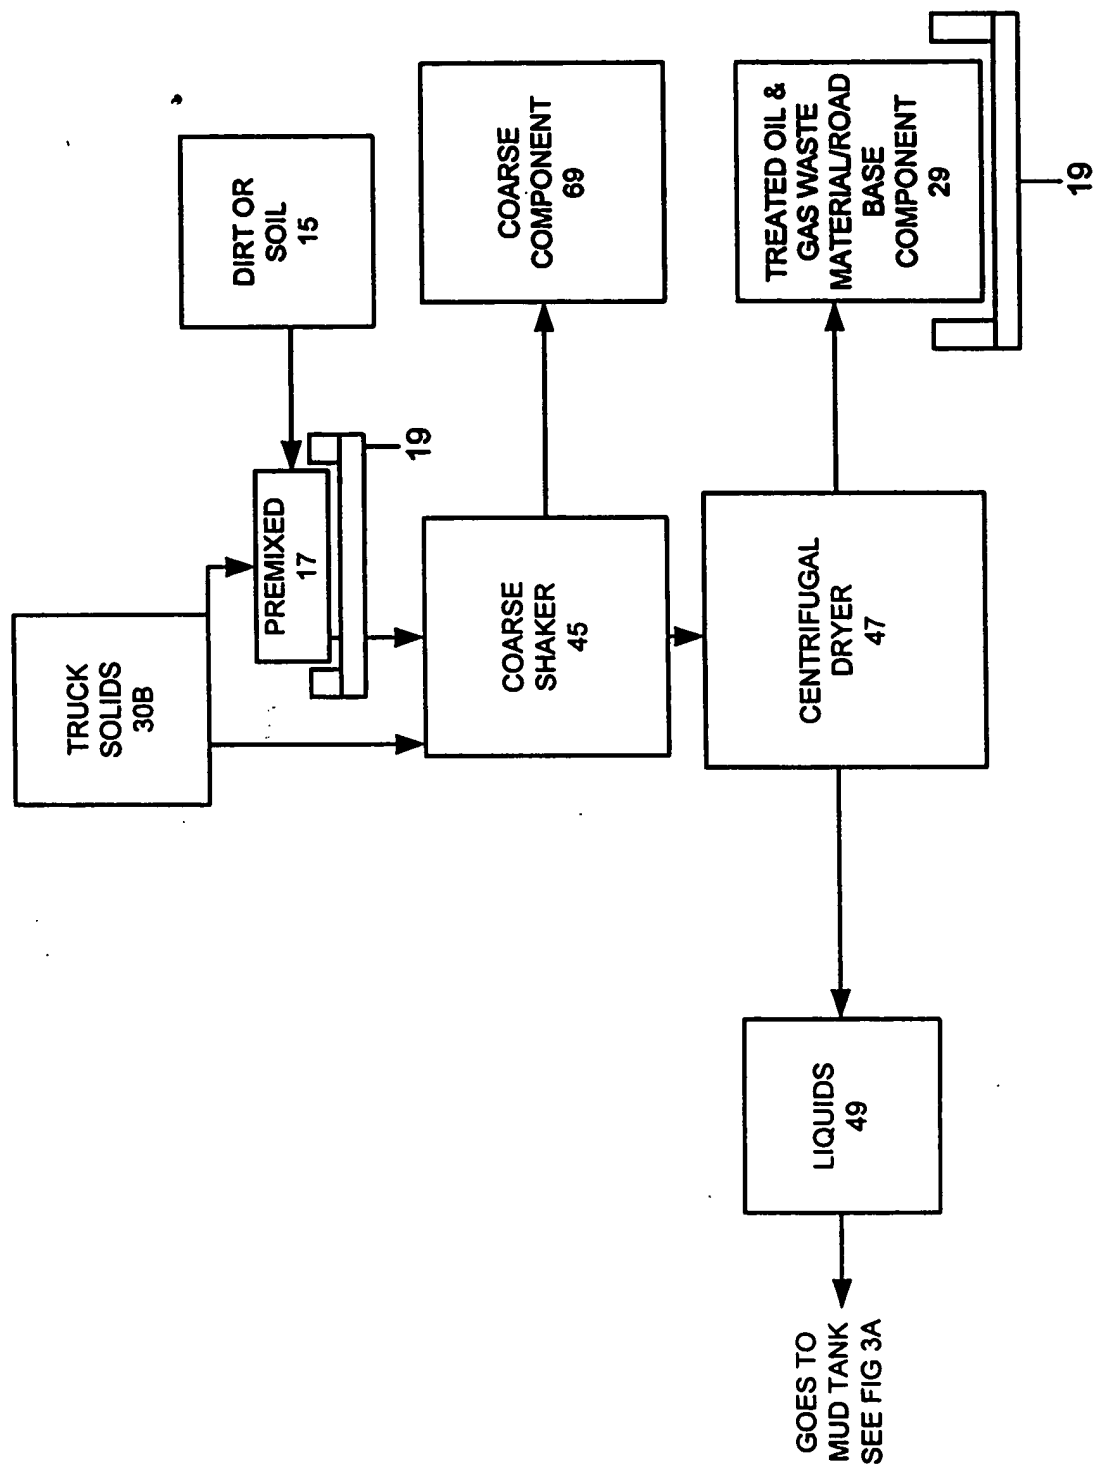 TRUCK
SOLIDS
30B
DIRT OR
SOIL
15
PREMIXED
17
19
COARSE
SHAKER
45
COARSE
COMPONENT
69
CENTRIFUGAL
DRYER
47
TREATED OIL &
GAS WASTE
MATERIAL/ROAD
BASE
COMPONENT
29
19
LIQUIDS
49
GOES TO
MUD TANK
SEE FIG 3A